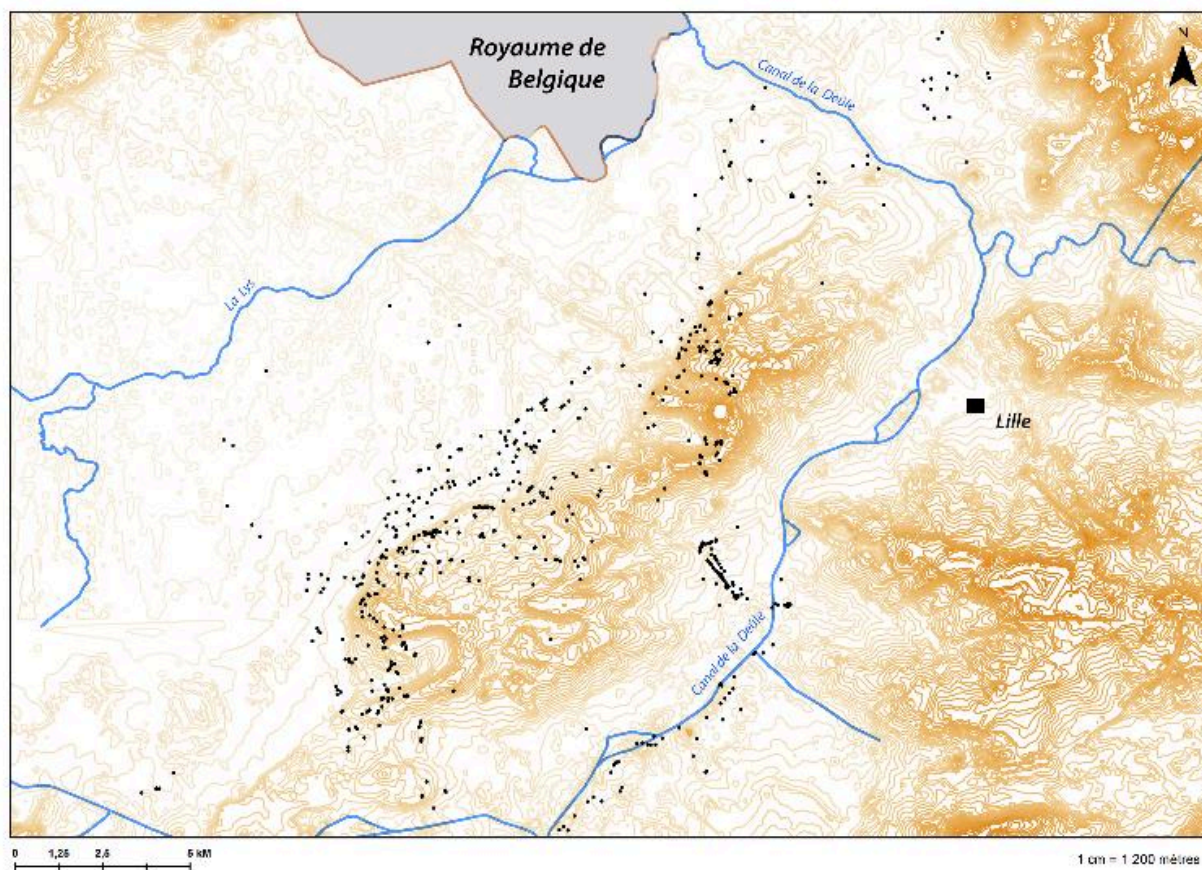 Royaume de
Belgique
N
Canal de la Deûle
La Lys
Lille
Canal de la Deûle
0 1,25 2,5 5 KM
1 cm = 1 200 mètres